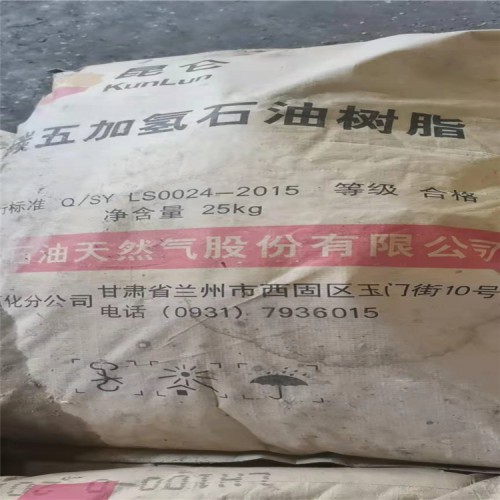 昆仑
KunLun
碳五加氢石油树脂
标准 Q/SY LS0024-2015 等级 合格
净含量 25kg
油天然气股份有限公司
化分公司 甘肃省兰州市西固区玉门街10号
电话 (0931) 7936015